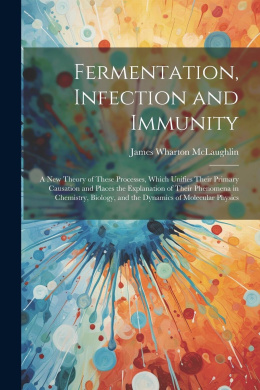 Fermentation,
Infection and
Immunity
James Wharton McLaughlin
A New Theory of These Processes, Which Unifies Their Primary
Causation and Places the Explanation of Their Phenomena in
Chemistry, Biology, and the Dynamics of Molecular Physics